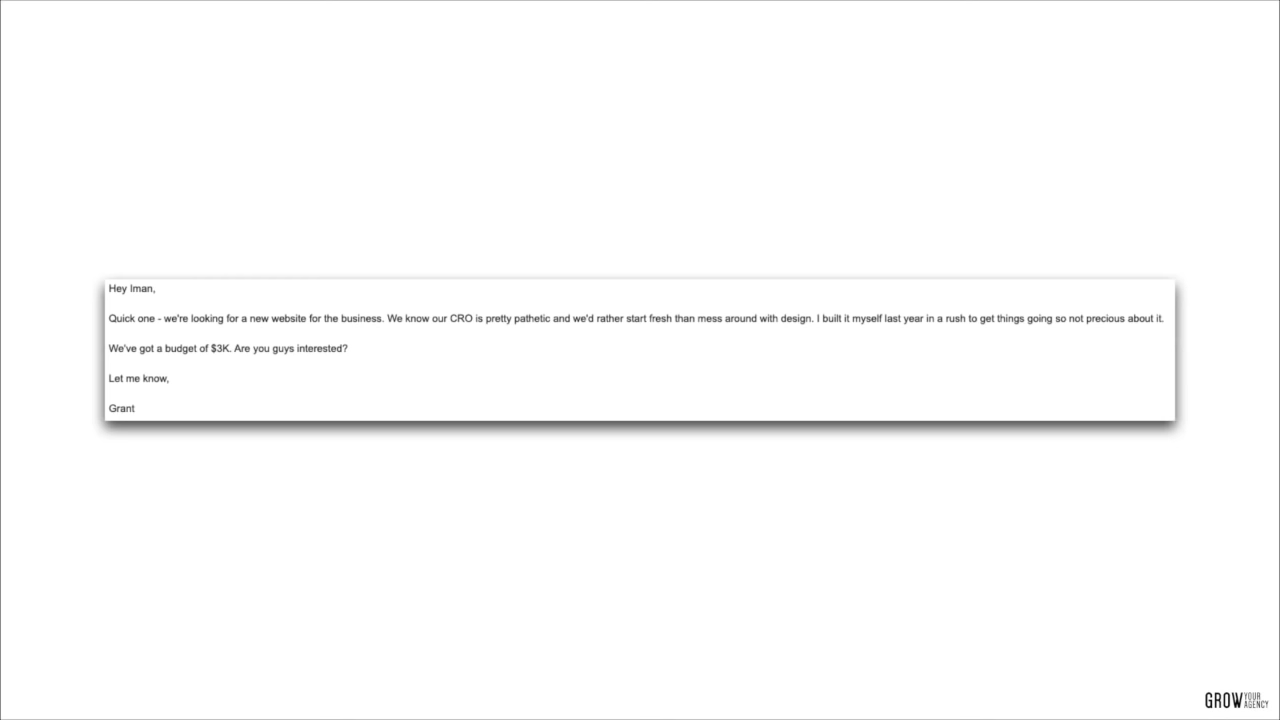 Hey Iman,
Quick one - we're looking for a new website for the business. We know our CRO is pretty pathetic and we'd rather start fresh than mess around with design. I built it myself last year in a rush to get things going so not precious about it.
We've got a budget of $3K. Are you guys interested?
Let me know,
Grant
GROW YOUR AGENCY